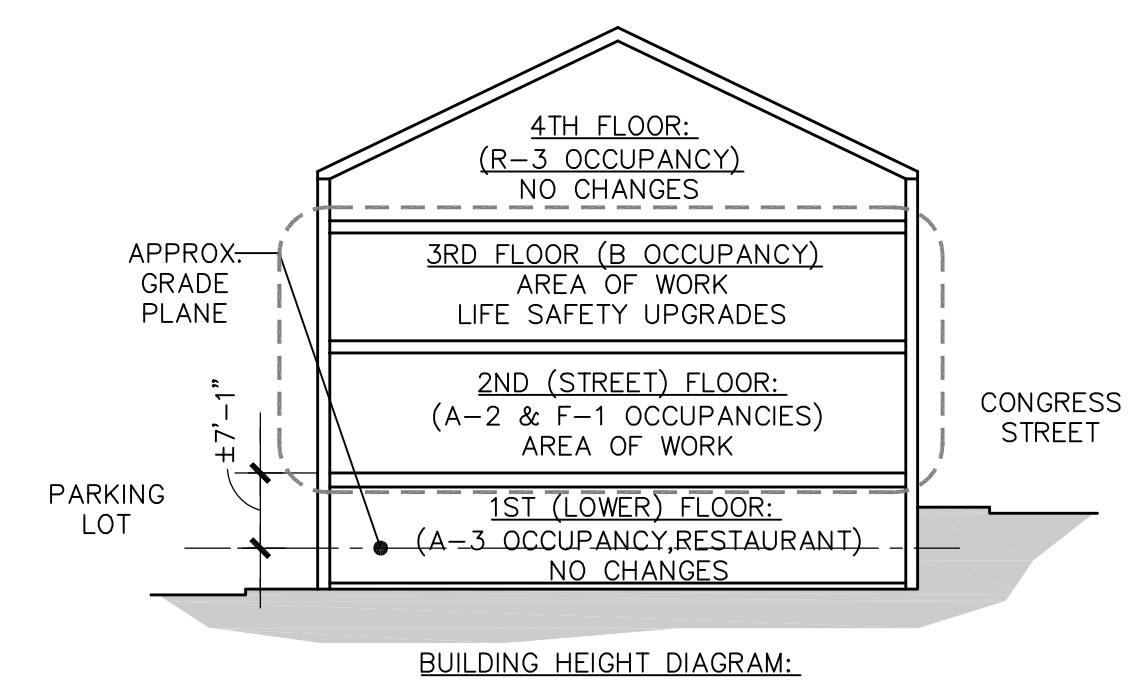 4TH FLOOR:
(R-3 OCCUPANCY)
NO CHANGES
APPROX.
GRADE
PLANE
3RD FLOOR (B OCCUPANCY)
AREA OF WORK
LIFE SAFETY UPGRADES
2ND (STREET) FLOOR:
(A-2 & F-1 OCCUPANCIES)
AREA OF WORK
CONGRESS
STREET
±7'-1"
PARKING
LOT
1ST (LOWER) FLOOR:
(A-3 OCCUPANCY,RESTAURANT)
NO CHANGES
BUILDING HEIGHT DIAGRAM: